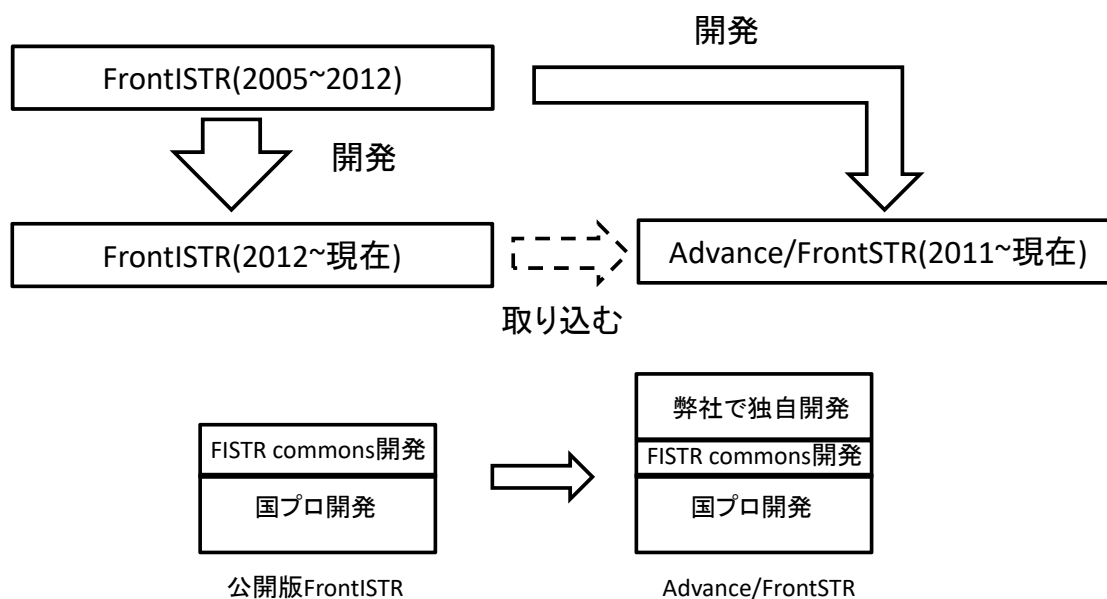 開発
FrontISTR(2005~2012)
開発
FrontISTR(2012~現在)
Advance/FrontSTR(2011~現在)
取り込む
弊社で独自開発
FISTR commons開発
FISTR commons開発
国プロ開発
国プロ開発
公開版FrontISTR
Advance/FrontSTR